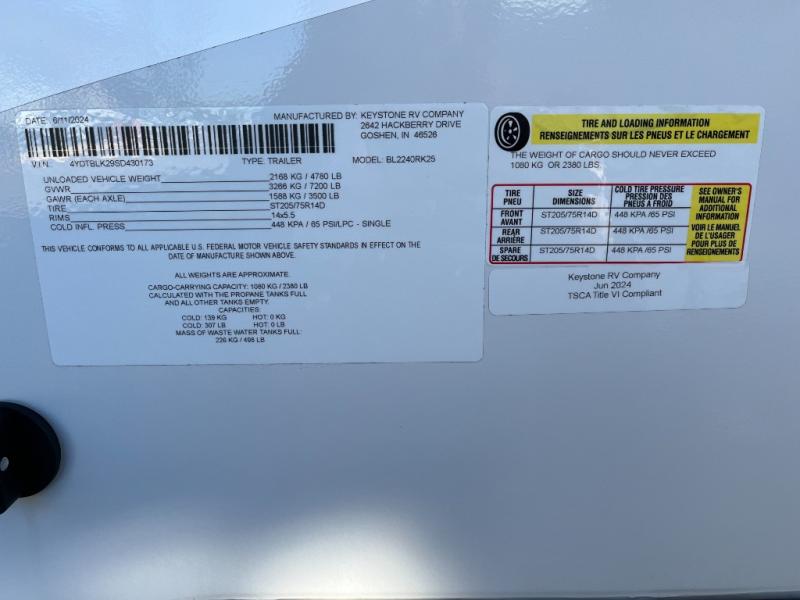 DATE: 6/11/2024
MANUFACTURED BY: KEYSTONE RV COMPANY
2642 HACKBERRY DRIVE
GOSHEN, IN 46526
V.I.N. 4YDTBLK29SD430173 TYPE: TRAILER MODEL: BL2240RK25
UNLOADED VEHICLE WEIGHT 2168 KG / 4780 LB
GVWR 3266 KG / 7200 LB
GAWR (EACH AXLE) 1588 KG / 3500 LB
TIRE ST205/75R14D
RIMS 14x5.5
COLD INFL. PRESS 448 KPA / 65 PSI/LPC - SINGLE
THIS VEHICLE CONFORMS TO ALL APPLICABLE U.S. FEDERAL MOTOR VEHICLE SAFETY STANDARDS IN EFFECT ON THE
DATE OF MANUFACTURE SHOWN ABOVE.
ALL WEIGHTS ARE APPROXIMATE.
CARGO-CARRYING CAPACITY: 1080 KG / 2380 LB
CALCULATED WITH THE PROPANE TANKS FULL
AND ALL OTHER TANKS EMPTY.
CAPACITIES:
COLD: 139 KG HOT: 0 KG
COLD: 307 LB HOT: 0 LB
MASS OF WASTE WATER TANKS FULL:
226 KG / 498 LB
TIRE AND LOADING INFORMATION
RENSEIGNEMENTS SUR LES PNEUS ET LE CHARGEMENT
THE WEIGHT OF CARGO SHOULD NEVER EXCEED
1080 KG OR 2380 LBS
TIRE
PNEU
SIZE
DIMENSIONS
COLD TIRE PRESSURE
PRESSION DES
PNEUS A FROID
FRONT
AVANT
ST205/75R14D
448 KPA /65 PSI
REAR
ARRIÈRE
ST205/75R14D
448 KPA /65 PSI
SPARE
DE SECOURS
ST205/75R14D
448 KPA /65 PSI
SEE OWNER'S
MANUAL FOR
ADDITIONAL
INFORMATION
VOIR LE MANUEL
DE L'USAGER
POUR PLUS DE
RENSEIGNEMENTS
Keystone RV Company
Jun 2024
TSCA Title VI Compliant